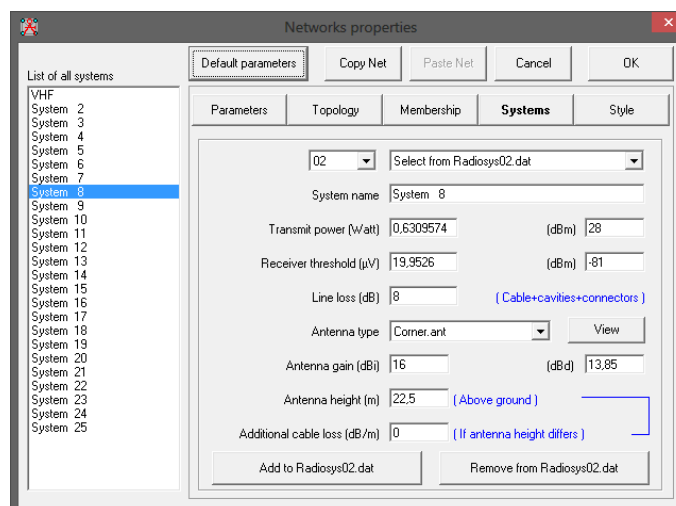 Networks properties
Default parameters Copy Net Paste Net Cancel OK
List of all systems
VHF
System 2
System 3
System 4
System 5
System 6
System 7
System 8
System 9
System 10
System 11
System 12
System 13
System 14
System 15
System 16
System 17
System 18
System 19
System 20
System 21
System 22
System 23
System 24
System 25
Parameters Topology Membership Systems Style
02 Select from Radiosys02.dat
System name System 8
Transmit power (Watt) 0,6309574 (dBm) 28
Receiver threshold (µV) 19,9526 (dBm) -81
Line loss (dB) 8 ( Cable+cavities+connectors )
Antenna type Corner.ant View
Antenna gain (dBi) 16 (dBd) 13,85
Antenna height (m) 22,5 ( Above ground )
Additional cable loss (dB/m) 0 ( If antenna height differs )
Add to Radiosys02.dat Remove from Radiosys02.dat